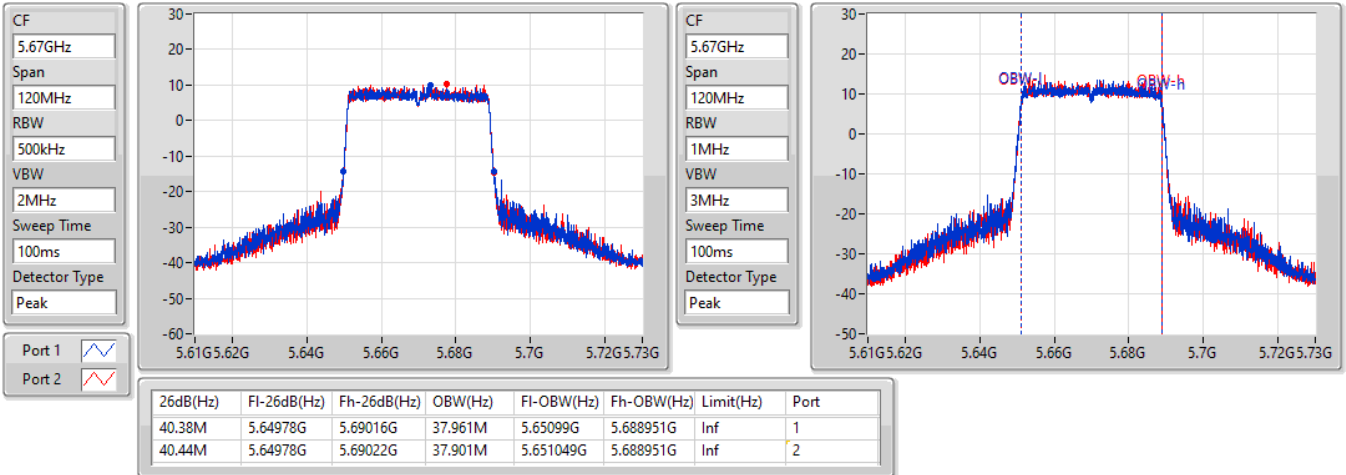 CF
5.67GHz
Span
120MHz
RBW
500kHz
VBW
2MHz
Sweep Time
100ms
Detector Type
Peak
Port 1
Port 2
30
20
10
0
-10
-20
-30
-40
-50
-60
5.61G 5.62G 5.64G 5.66G 5.68G 5.7G 5.72G 5.73G
CF
5.67GHz
Span
120MHz
RBW
1MHz
VBW
3MHz
Sweep Time
100ms
Detector Type
Peak
30
20
10
0
-10
-20
-30
-40
-50
OBW-l OBW-h
5.61G 5.62G 5.64G 5.66G 5.68G 5.7G 5.72G 5.73G
26dB(Hz) Fl-26dB(Hz) Fh-26dB(Hz) OBW(Hz) Fl-OBW(Hz) Fh-OBW(Hz) Limit(Hz) Port
40.38M 5.64978G 5.69016G 37.961M 5.65099G 5.688951G Inf 1
40.44M 5.64978G 5.69022G 37.901M 5.651049G 5.688951G Inf 2